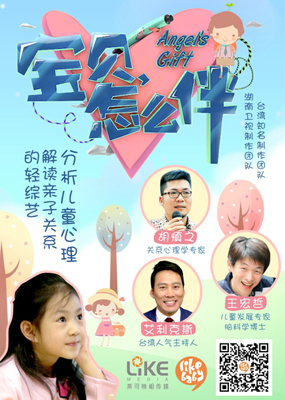 宝贝，怎么伴
Angel's
Gift
台湾知名制作团队
湖南卫视制作团队
分析儿童心理
解读亲子关系
的轻综艺
胡慎之
关系心理学专家
王宏哲
儿童发展专家
脑科学博士
艾利克斯
台湾人气主持人
LiKE
MEDIA
like
baby